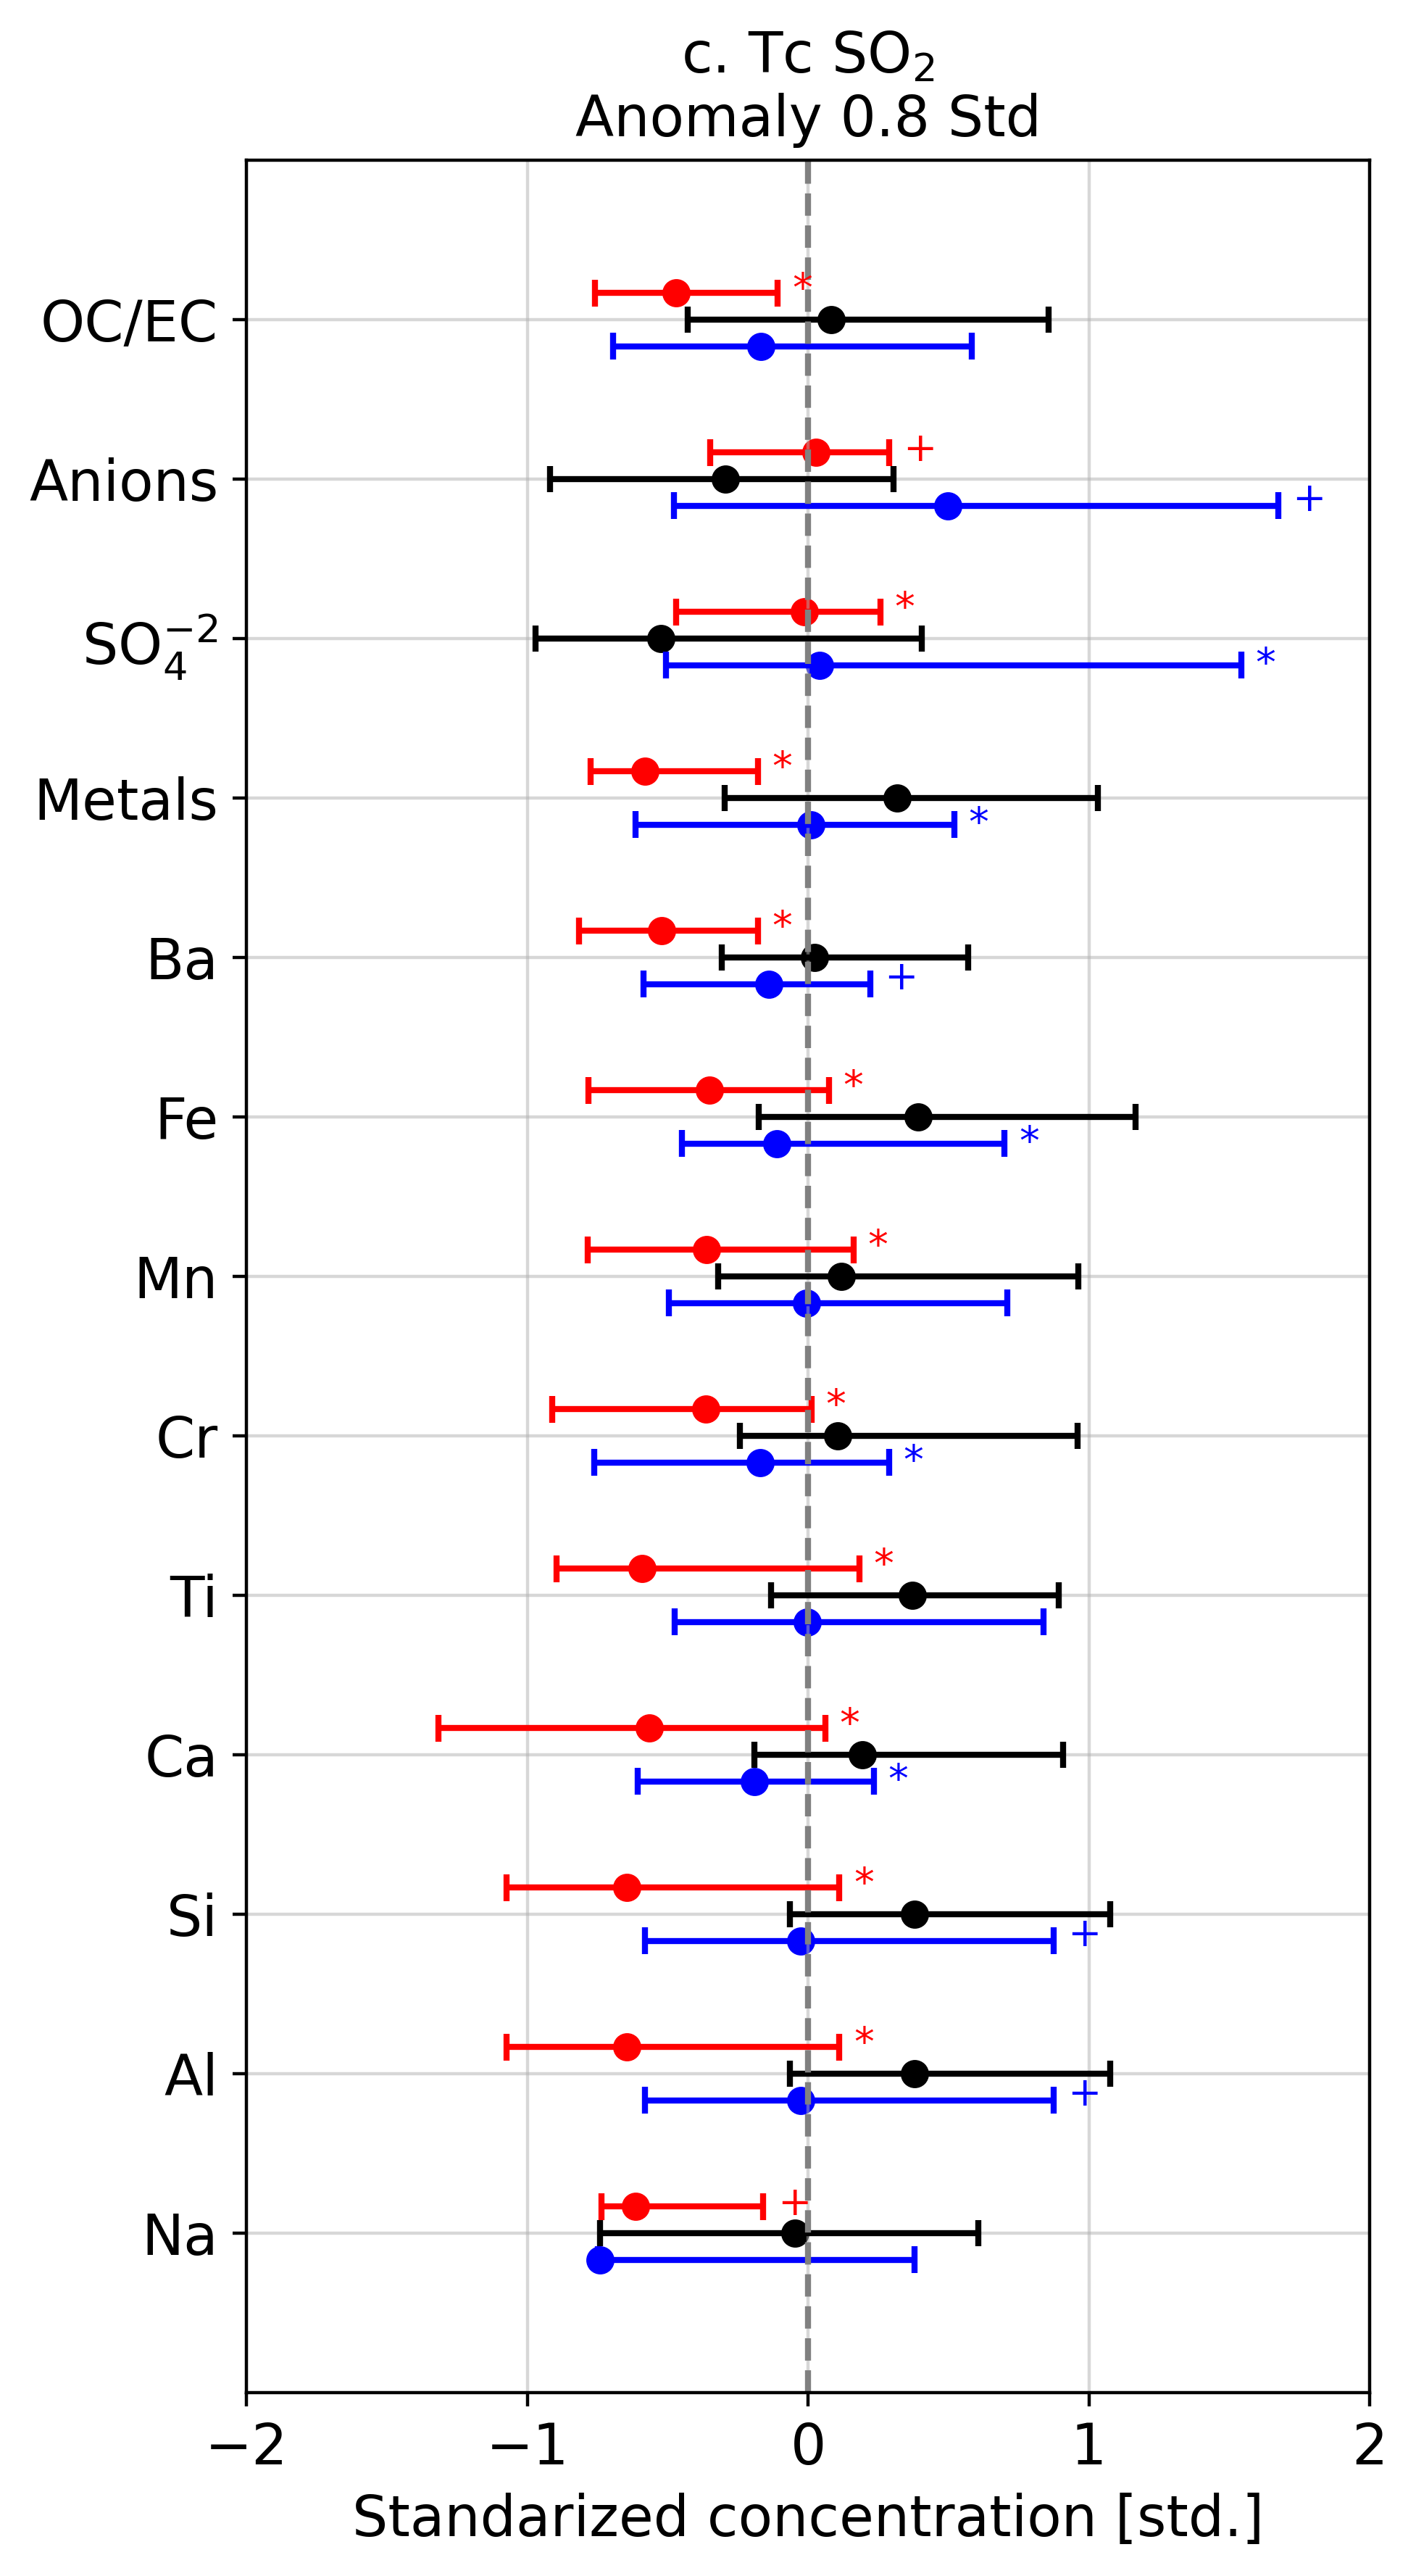 c. Tc SO₂
Anomaly 0.8 Std
OC/EC
*
Anions
+
+
SO₄⁻²
*
*
Metals
*
*
Ba
*
+
Fe
*
*
Mn
*
Cr
*
*
Ti
*
Ca
*
*
Si
*
+
Al
*
+
Na
+
−2 −1 0 1 2
Standarized concentration [std.]